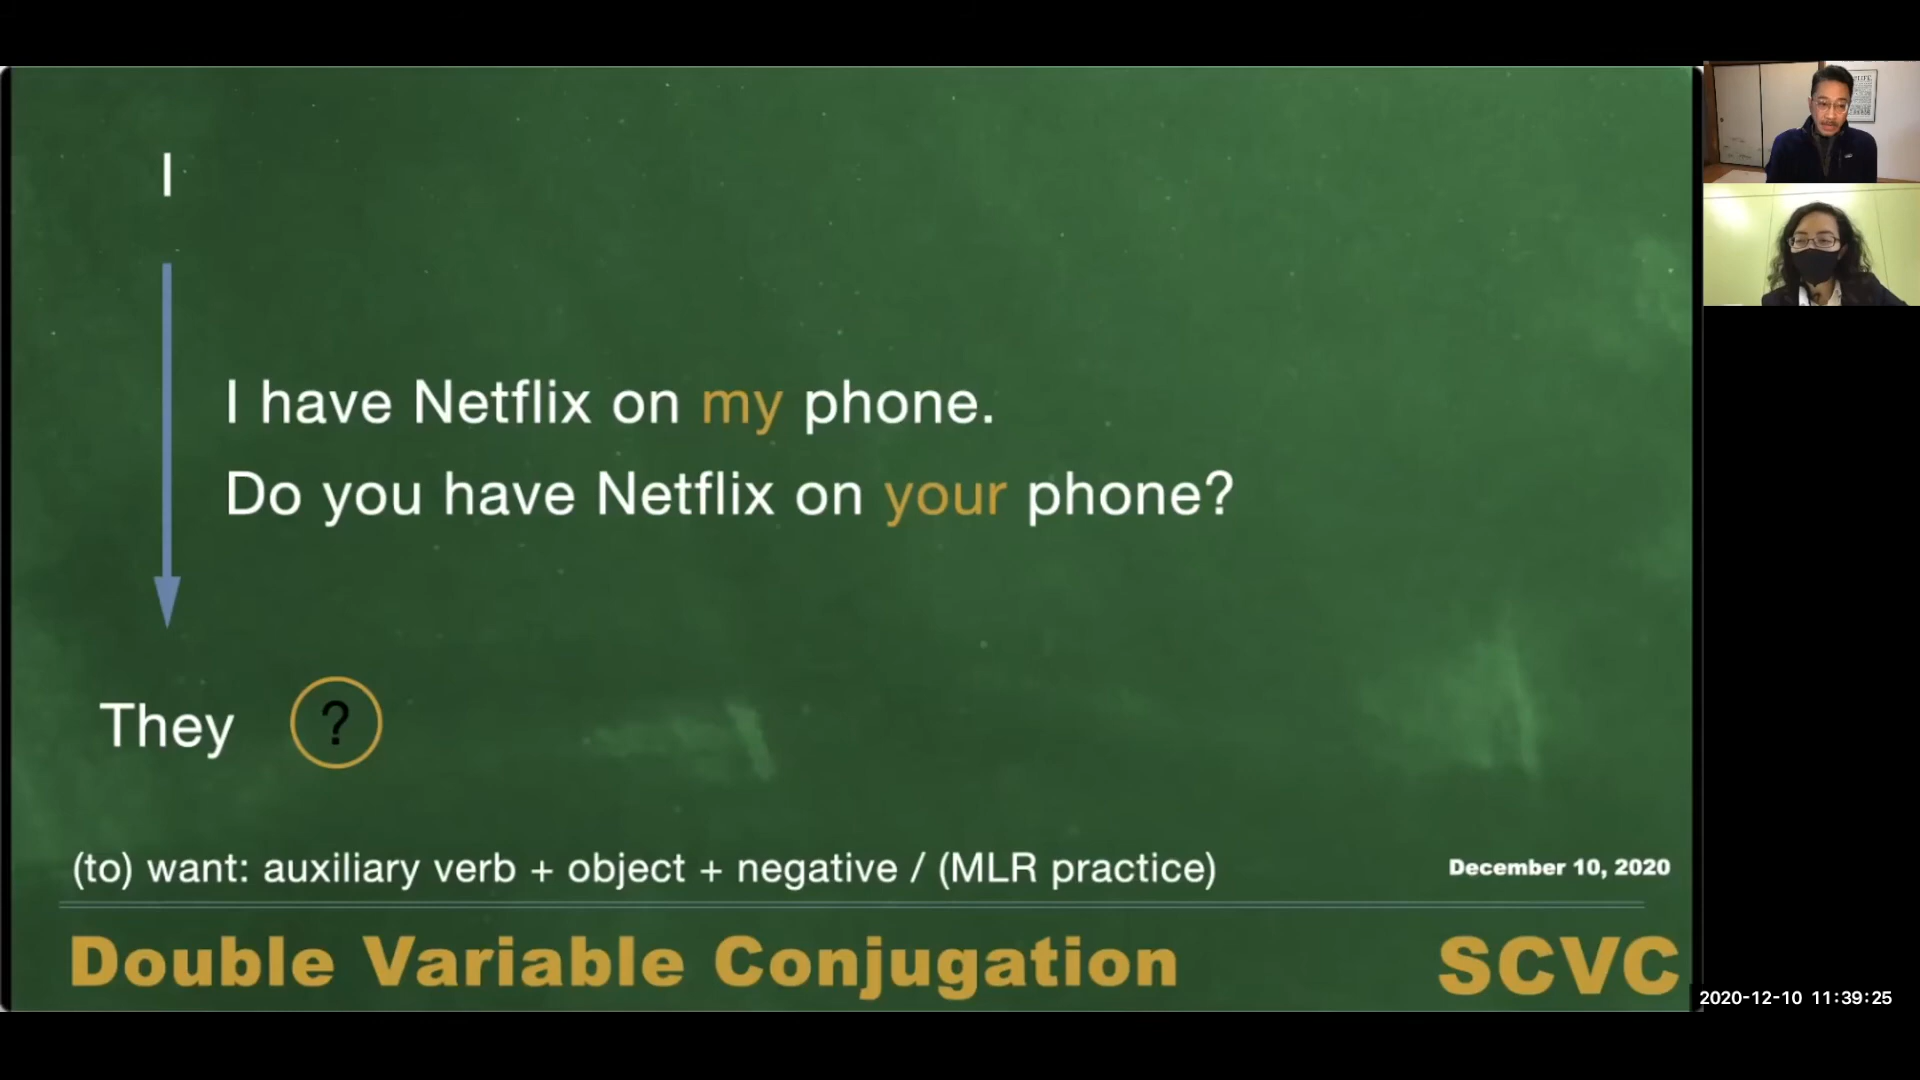 I
I have Netflix on my phone.
Do you have Netflix on your phone?
They ?
(to) want: auxiliary verb + object + negative / (MLR practice)
December 10, 2020
Double Variable Conjugation
SCVC
2020-12-10 11:39:25